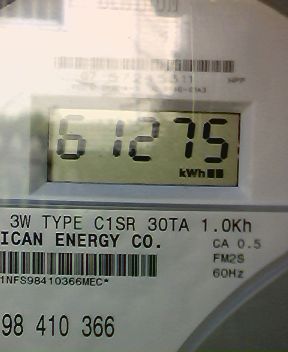 61275
kWh
3W TYPE C1SR 30TA 1.0Kh
ICAN ENERGY CO.
CA 0.5
FM2S
60Hz
1NFS98410366MEC*
98 410 366